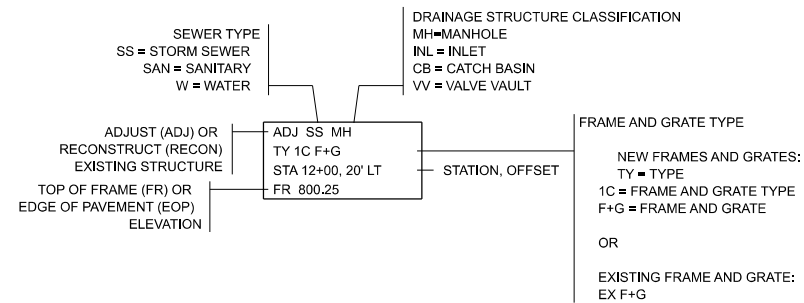 SEWER TYPE
SS = STORM SEWER
SAN = SANITARY
W = WATER
DRAINAGE STRUCTURE CLASSIFICATION
MH=MANHOLE
INL = INLET
CB = CATCH BASIN
VV = VALVE VAULT
ADJUST (ADJ) OR
RECONSTRUCT (RECON)
EXISTING STRUCTURE
TOP OF FRAME (FR) OR
EDGE OF PAVEMENT (EOP)
ELEVATION
ADJ SS MH
TY 1C F+G
STA 12+00, 20' LT
FR 800.25
STATION, OFFSET
FRAME AND GRATE TYPE
NEW FRAMES AND GRATES:
TY = TYPE
1C = FRAME AND GRATE TYPE
F+G = FRAME AND GRATE
OR
EXISTING FRAME AND GRATE:
EX F+G